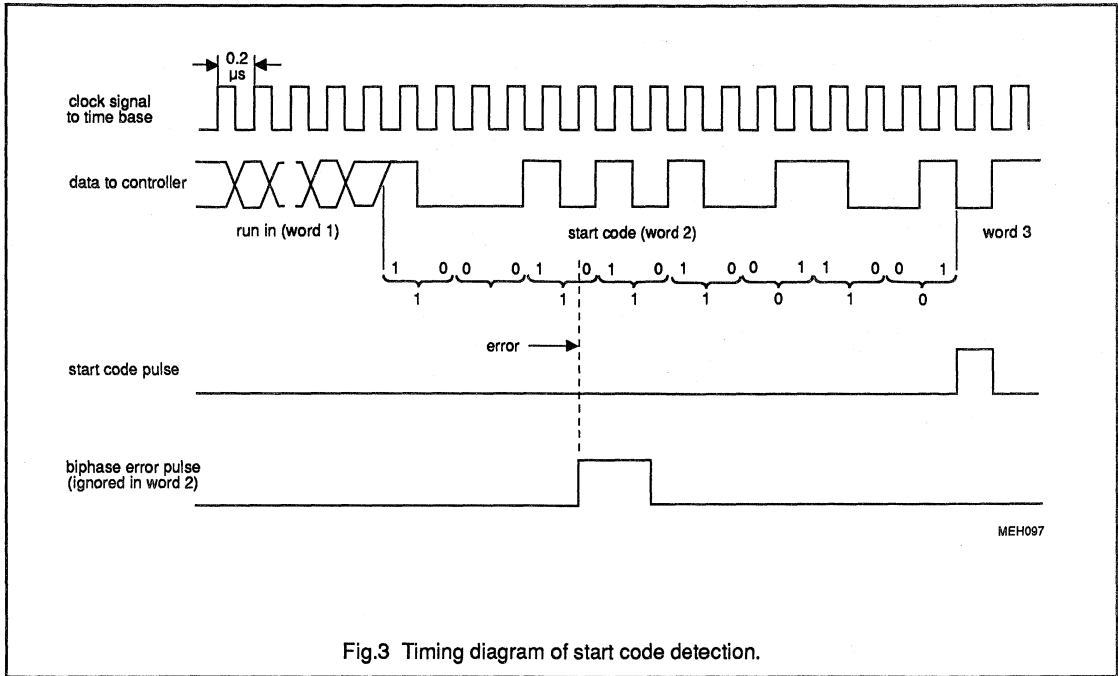 0.2
μs
clock signal
to time base
data to controller
run in (word 1)
start code (word 2)
word 3
1 0 0 0 1 0 1 0 1 0 0 1 1 0 0 1
1 1 1 1 0 1 0
error
start code pulse
biphase error pulse
(ignored in word 2)
MEH097
Fig.3 Timing diagram of start code detection.